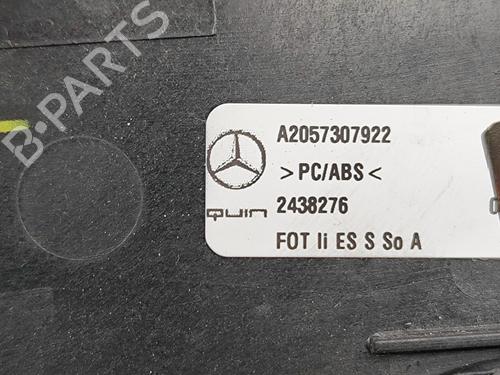 B-PARTS
A2057307922
>PC/ABS<
QUIN
2438276
FOT li ES S So A